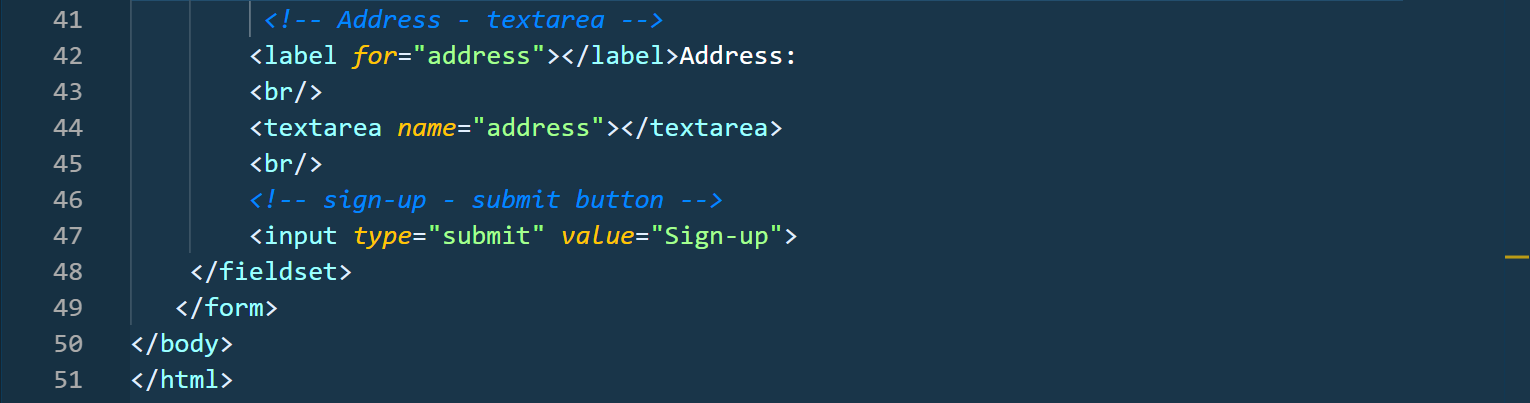 41 <!-- Address - textarea -->
42 <label for="address"></label>Address:
43 <br/>
44 <textarea name="address"></textarea>
45 <br/>
46 <!-- sign-up - submit button -->
47 <input type="submit" value="Sign-up">
48 </fieldset>
49 </form>
50 </body>
51 </html>